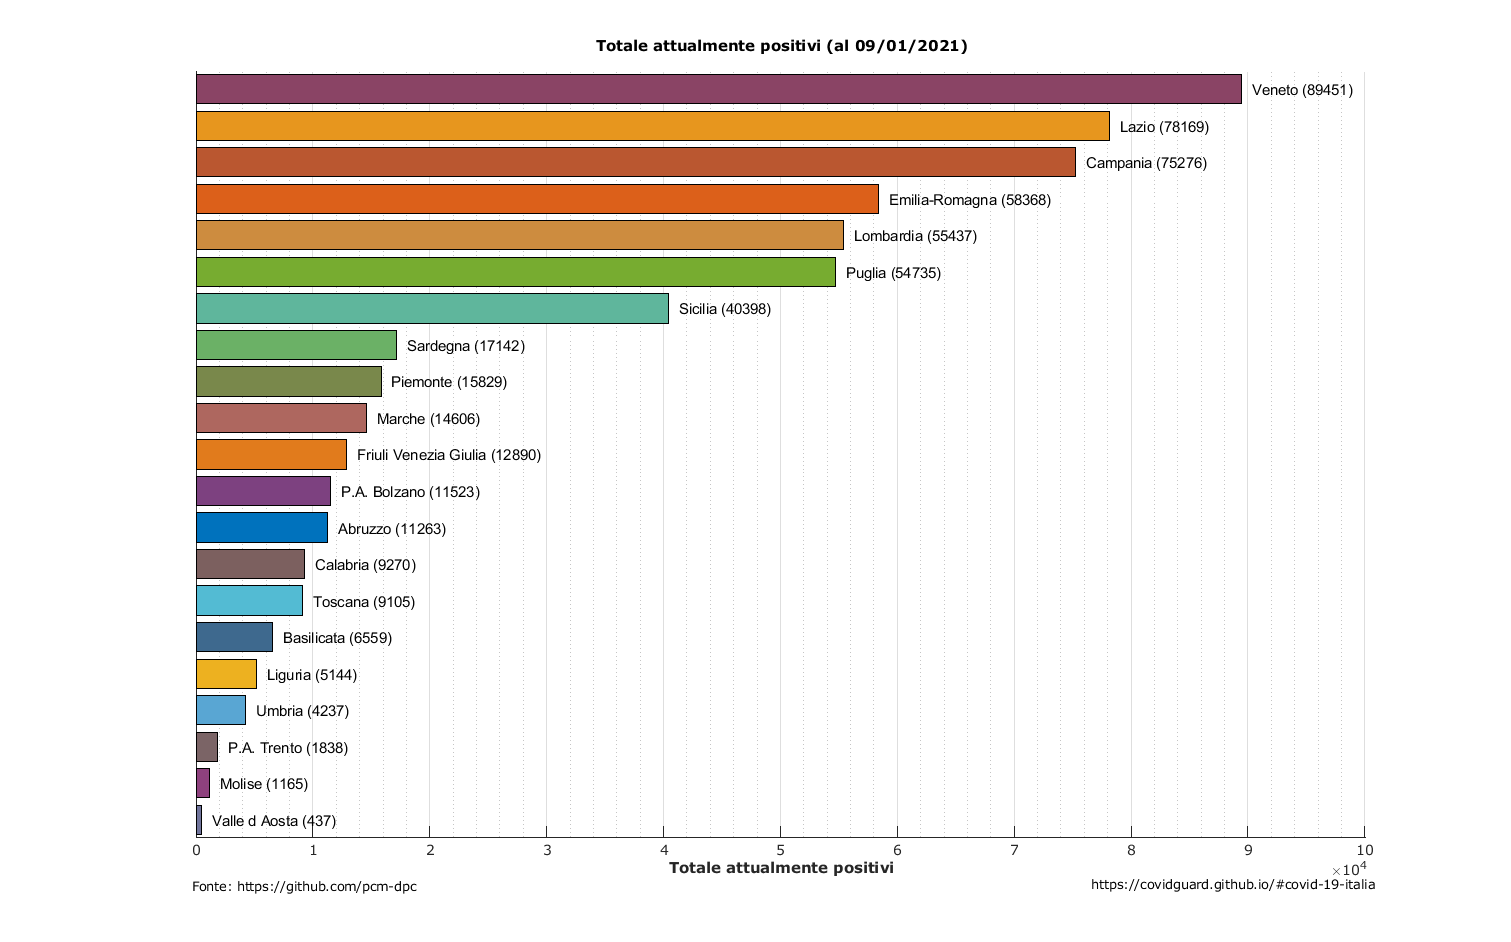 Totale attualmente positivi (al 09/01/2021)
Veneto (89451)
Lazio (78169)
Campania (75276)
Emilia-Romagna (58368)
Lombardia (55437)
Puglia (54735)
Sicilia (40398)
Sardegna (17142)
Piemonte (15829)
Marche (14606)
Friuli Venezia Giulia (12890)
P.A. Bolzano (11523)
Abruzzo (11263)
Calabria (9270)
Toscana (9105)
Basilicata (6559)
Liguria (5144)
Umbria (4237)
P.A. Trento (1838)
Molise (1165)
Valle d Aosta (437)
0 1 2 3 4 5 6 7 8 9 10
×10⁴
Totale attualmente positivi
Fonte: https://github.com/pcm-dpc
https://covidguard.github.io/#covid-19-italia